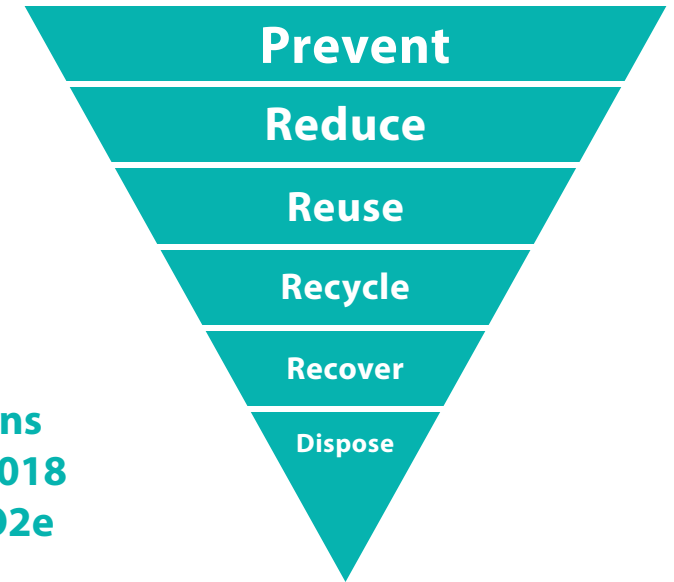 Prevent
Reduce
Reuse
Recycle
Recover
Dispose
ns
018
2e